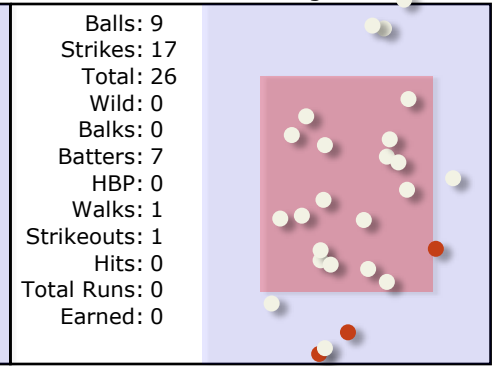 Balls: 9
Strikes: 17
Total: 26
Wild: 0
Balks: 0
Batters: 7
HBP: 0
Walks: 1
Strikeouts: 1
Hits: 0
Total Runs: 0
Earned: 0